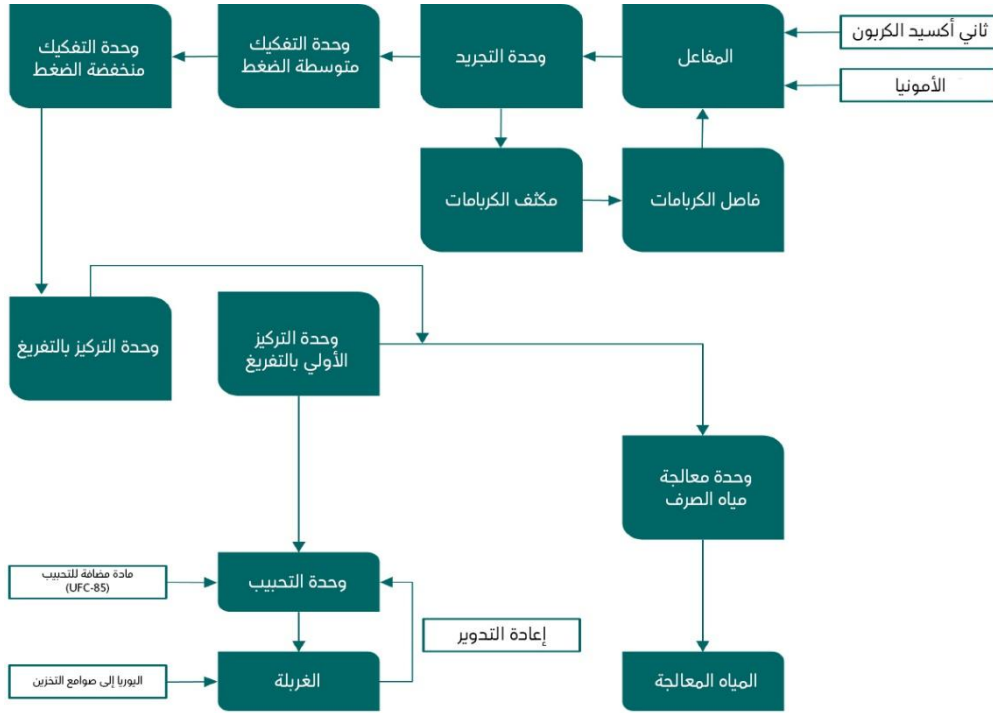 ثاني أكسيد الكربون
الأمونيا
المفاعل
وحدة التجريد
وحدة التفكيك
متوسطة الضغط
وحدة التفكيك
منخفضة الضغط
فاصل الكربامات
مكثف الكربامات
وحدة التركيز
الأولي بالتفريغ
وحدة التركيز بالتفريغ
وحدة معالجة
مياه الصرف
وحدة التحبيب
مادة مضافة للتحبيب
(UFC-85)
إعادة التدوير
المياه المعالجة
الغربلة
اليوريا إلى صوامع التخزين